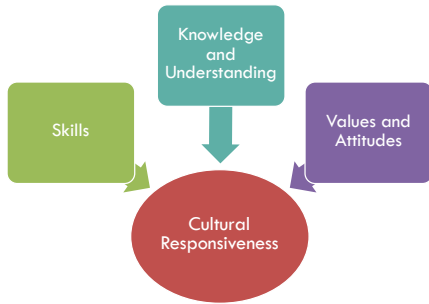 Knowledge
and
Understanding
Skills
Values and
Attitudes
Cultural
Responsiveness